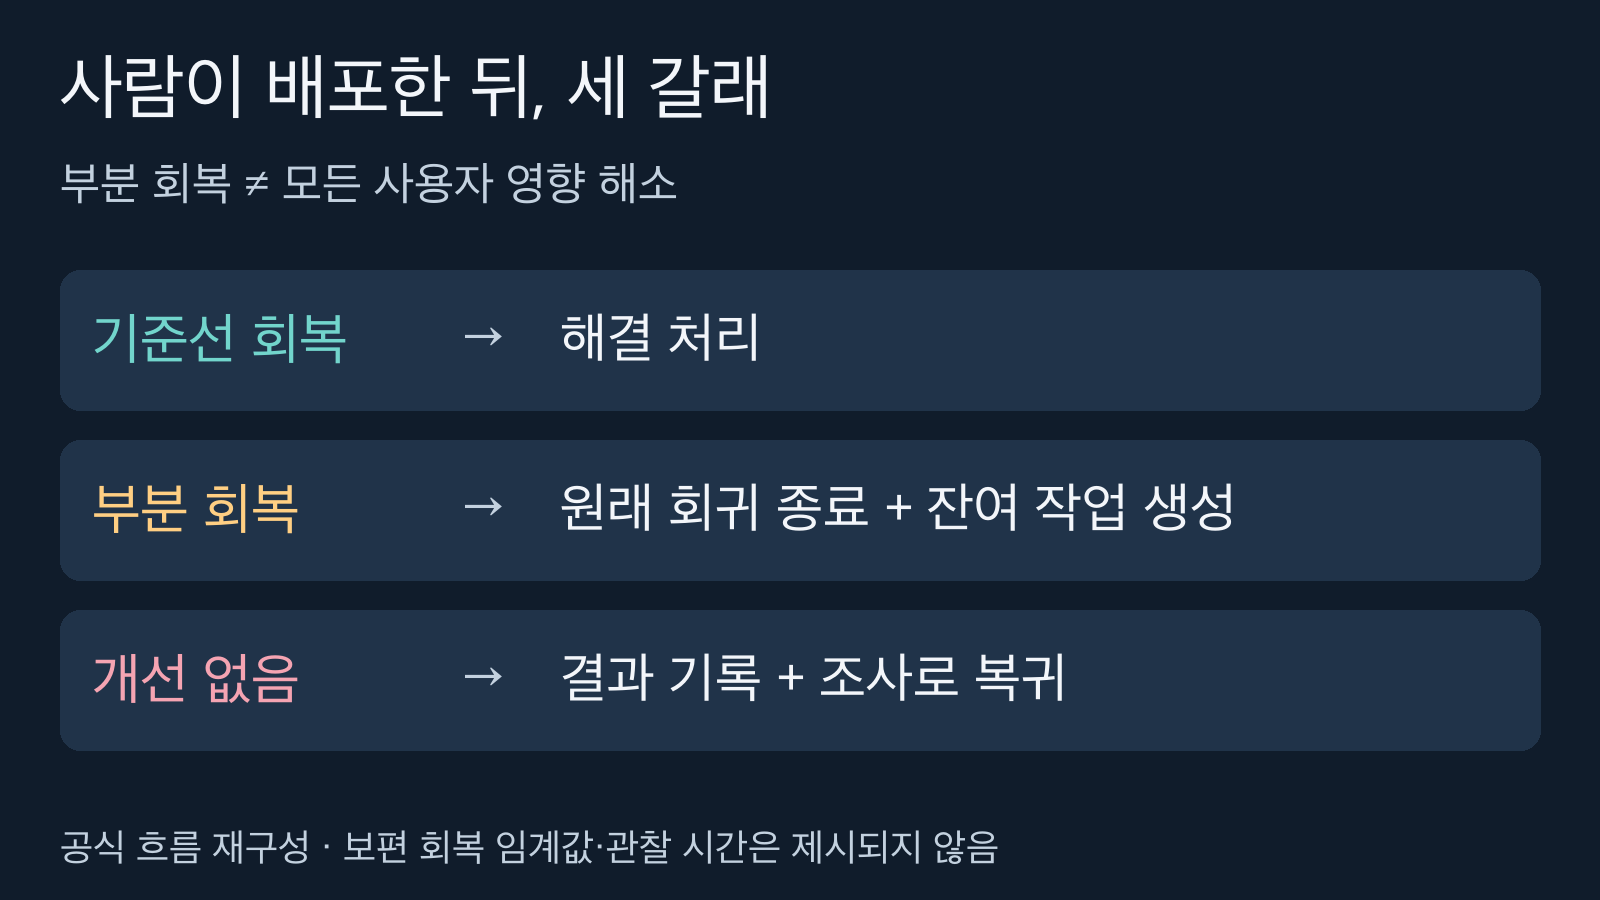 사람이 배포한 뒤, 세 갈래
부분 회복 ≠ 모든 사용자 영향 해소
기준선 회복 → 해결 처리
부분 회복 → 원래 회귀 종료 + 잔여 작업 생성
개선 없음 → 결과 기록 + 조사로 복귀
공식 흐름 재구성 · 보편 회복 임계값·관찰 시간은 제시되지 않음